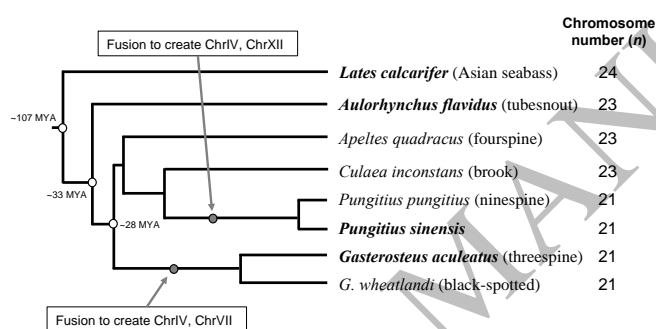 Chromosome
number (n)
Fusion to create ChrIV, ChrXII
Lates calcarifer (Asian seabass) 24
Aulorhynchus flavidus (tubesnout) 23
~107 MYA
Apeltes quadracus (fourspine) 23
Culaea inconstans (brook) 23
~33 MYA
Pungitius pungitius (ninespine) 21
~28 MYA
Pungitius sinensis 21
Gasterosteus aculeatus (threespine) 21
G. wheatlandi (black-spotted) 21
Fusion to create ChrIV, ChrVII
MANU